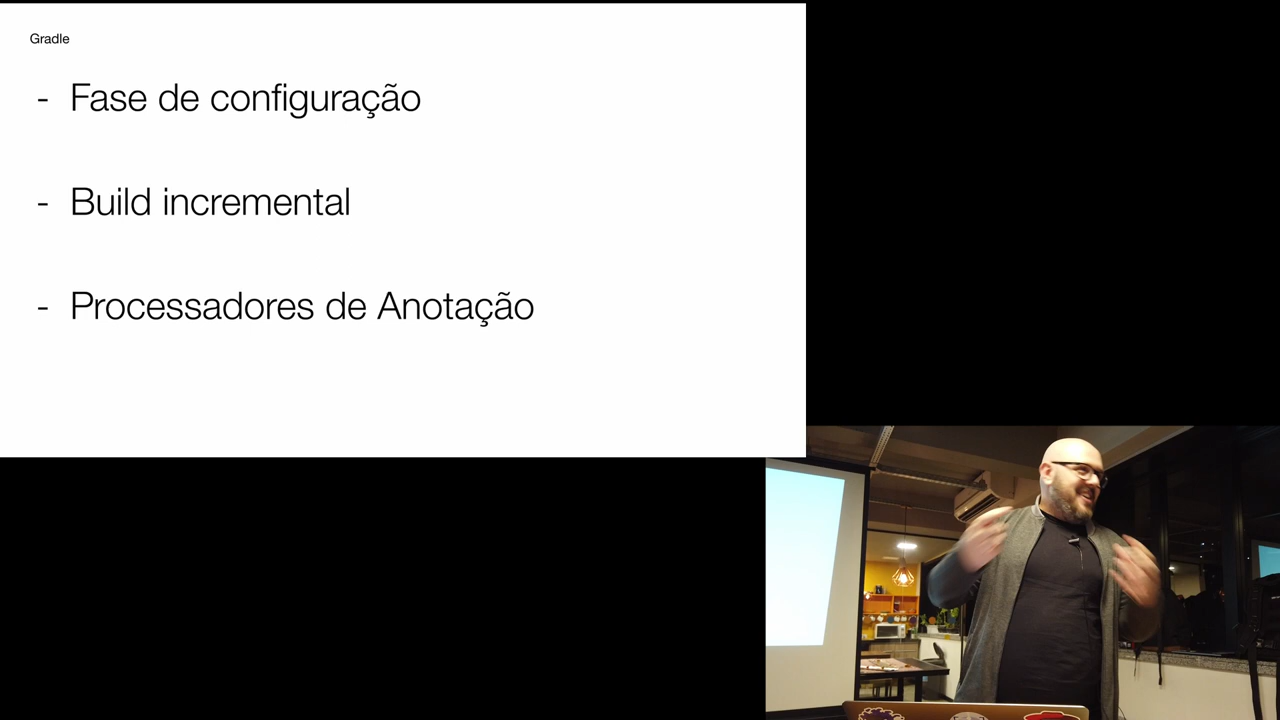 Gradle
- Fase de configuração
- Build incremental
- Processadores de Anotação